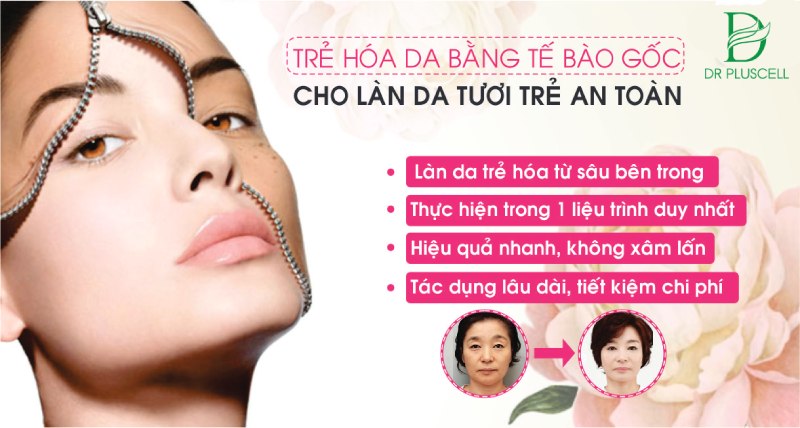 TRẺ HÓA DA BẰNG TẾ BÀO GỐC
CHO LÀN DA TƯƠI TRẺ AN TOÀN
DR PLUSCELL
Làn da trẻ hóa từ sâu bên trong
Thực hiện trong 1 liệu trình duy nhất
Hiệu quả nhanh, không xâm lấn
Tác dụng lâu dài, tiết kiệm chi phí